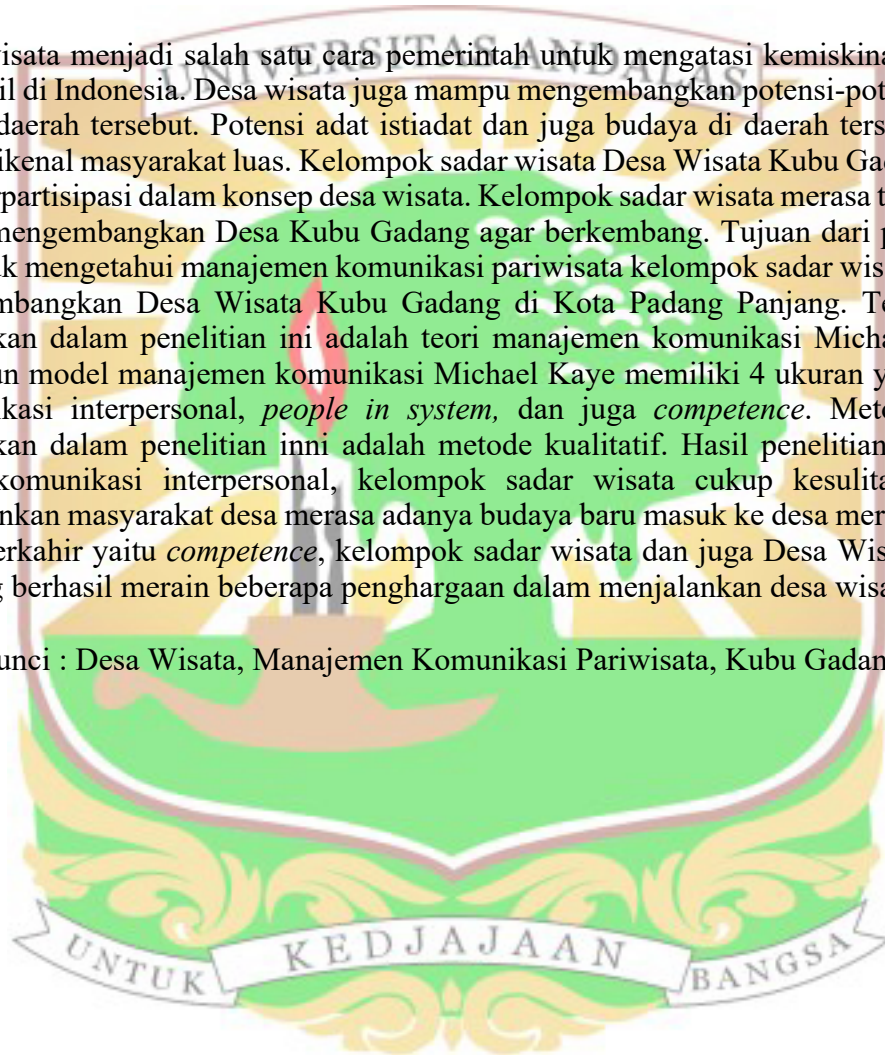 UNIVERSITAS ANDALAS
wisata menjadi salah satu cara pemerintah untuk mengatasi kemiskina
il di Indonesia. Desa wisata juga mampu mengembangkan potensi-pot
daerah tersebut. Potensi adat istiadat dan juga budaya di daerah ters
ikenal masyarakat luas. Kelompok sadar wisata Desa Wisata Kubu Ga
rpartisipasi dalam konsep desa wisata. Kelompok sadar wisata merasa t
mengembangkan Desa Kubu Gadang agar berkembang. Tujuan dari p
k mengetahui manajemen komunikasi pariwisata kelompok sadar wis
mbangkan Desa Wisata Kubu Gadang di Kota Padang Panjang. Te
kan dalam penelitian ini adalah teori manajemen komunikasi Micha
n model manajemen komunikasi Michael Kaye memiliki 4 ukuran y
ikasi interpersonal, people in system, dan juga competence. Meto
kan dalam penelitian inni adalah metode kualitatif. Hasil penelitian
komunikasi interpersonal, kelompok sadar wisata cukup kesulita
nkan masyarakat desa merasa adanya budaya baru masuk ke desa mer
erkahir yaitu competence, kelompok sadar wisata dan juga Desa Wis
g berhasil merain beberapa penghargaan dalam menjalankan desa wisa
unci : Desa Wisata, Manajemen Komunikasi Pariwisata, Kubu Gadan
UNTUK KEDJAJAAN BANGSA